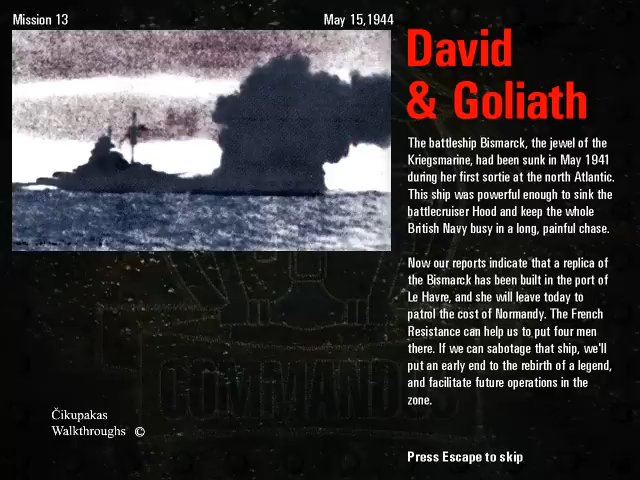 Mission 13
May 15,1944
David
& Goliath
The battleship Bismarck, the jewel of the
Kriegsmarine, had been sunk in May 1941
during her first sortie at the north Atlantic.
This ship was powerful enough to sink the
battlecruiser Hood and keep the whole
British Navy busy in a long, painful chase.
Now our reports indicate that a replica of
the Bismarck has been built in the port of
Le Havre, and she will leave today to
patrol the cost of Normandy. The French
Resistance can help us to put four men
there. If we can sabotage that ship, we'll
put an early end to the rebirth of a legend,
and facilitate future operations in the
zone.
COMMANDOS
Čikupakas
Walkthroughs ©
Press Escape to skip